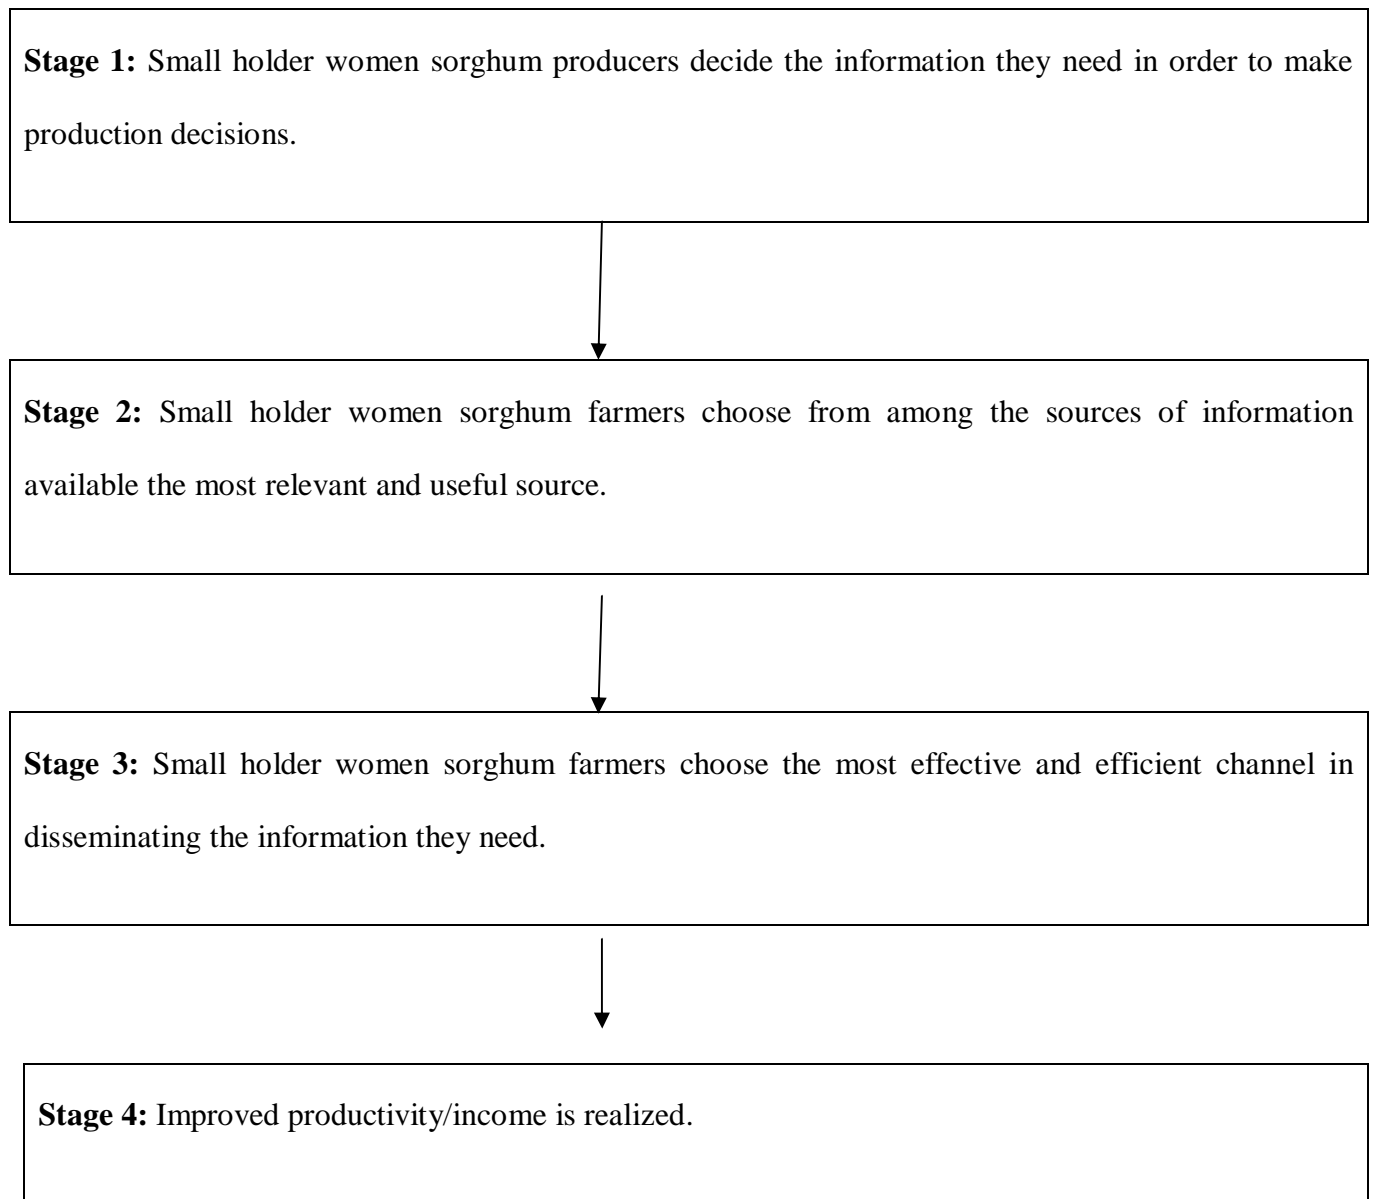 Stage 1: Small holder women sorghum producers decide the information they need in order to make
production decisions.
Stage 2: Small holder women sorghum farmers choose from among the sources of information
available the most relevant and useful source.
Stage 3: Small holder women sorghum farmers choose the most effective and efficient channel in
disseminating the information they need.
Stage 4: Improved productivity/income is realized.